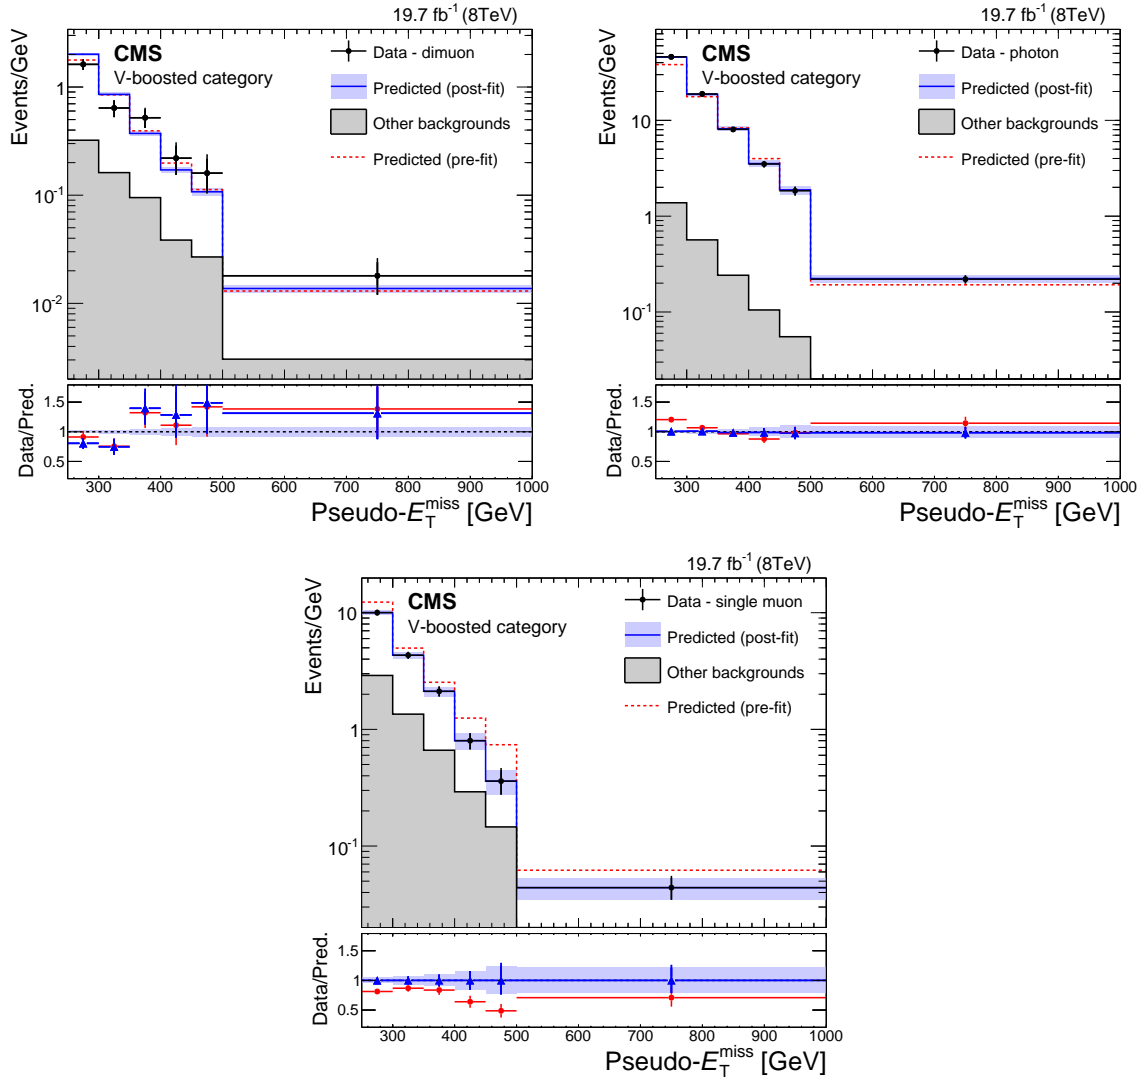 19.7 fb⁻¹ (8TeV)
Events/GeV
CMS
V-boosted category
Data - dimuon
Predicted (post-fit)
Other backgrounds
Predicted (pre-fit)
1
10⁻¹
10⁻²
Data/Pred.
1.5
1
0.5
300 400 500 600 700 800 900 1000
Pseudo-E_T^miss [GeV]
19.7 fb⁻¹ (8TeV)
Events/GeV
CMS
V-boosted category
Data - photon
Predicted (post-fit)
Other backgrounds
Predicted (pre-fit)
10
1
10⁻¹
Data/Pred.
1.5
1
0.5
300 400 500 600 700 800 900 1000
Pseudo-E_T^miss [GeV]
19.7 fb⁻¹ (8TeV)
Events/GeV
CMS
V-boosted category
Data - single muon
Predicted (post-fit)
Other backgrounds
Predicted (pre-fit)
10
1
10⁻¹
Data/Pred.
1.5
1
0.5
300 400 500 600 700 800 900 1000
Pseudo-E_T^miss [GeV]